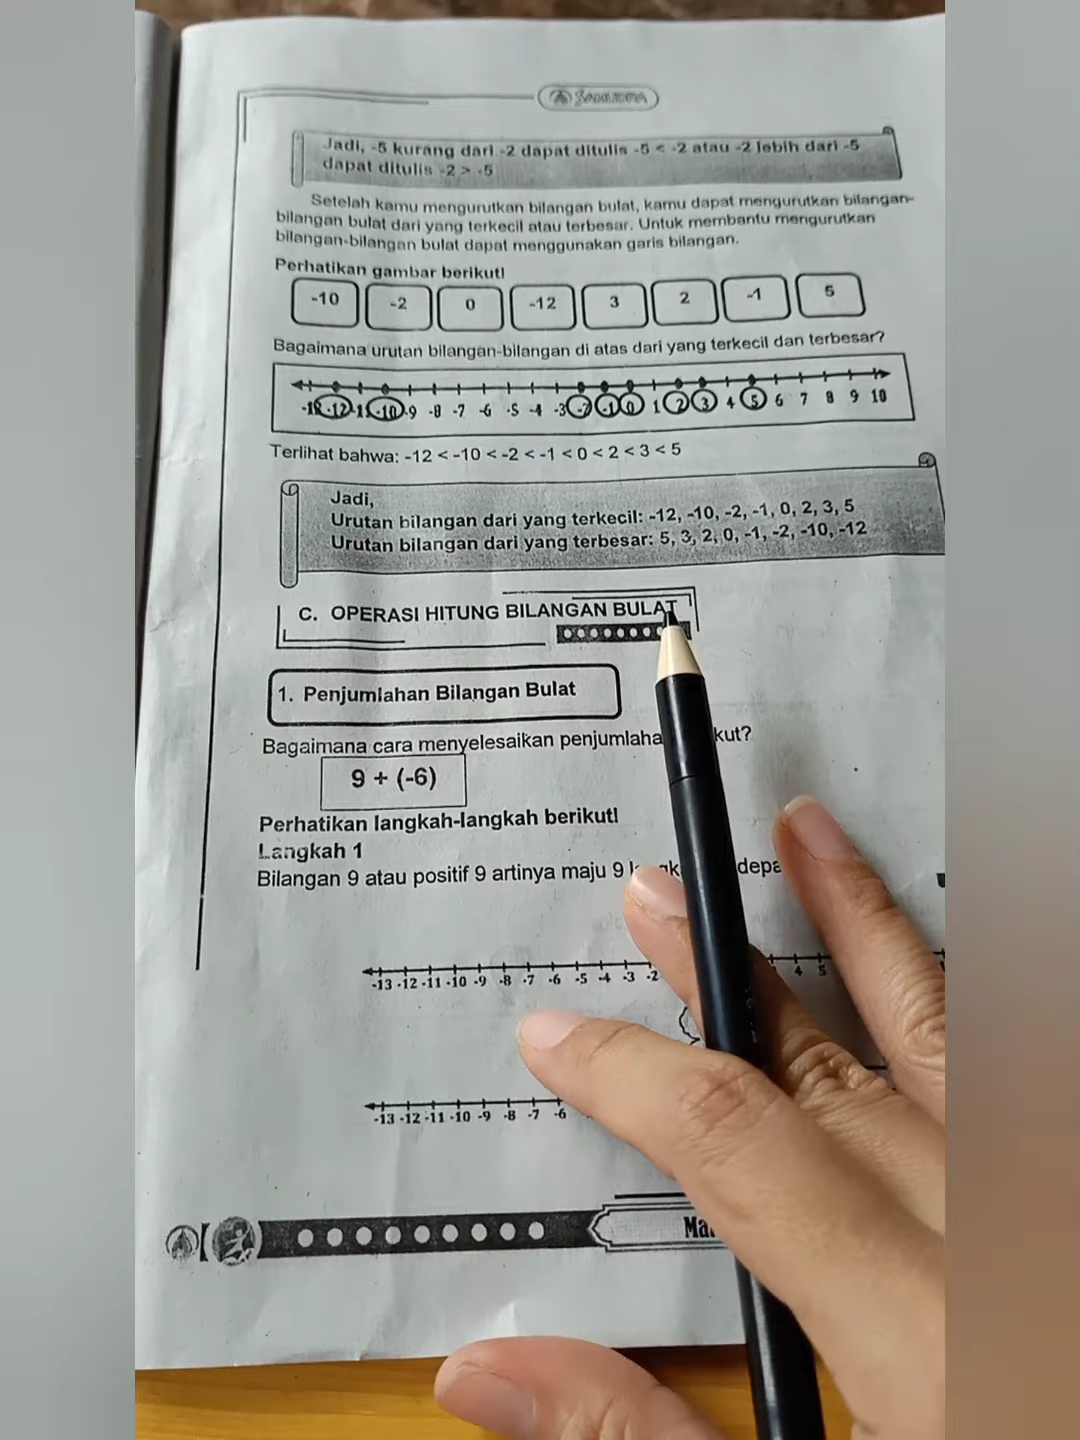 Jadi, -5 kurang dari -2 dapat ditulis -5 < -2 atau -2 lebih dari -5
dapat ditulis -2 > -5
Setelah kamu mengurutkan bilangan bulat, kamu dapat mengurutkan bilangan-
bilangan bulat dari yang terkecil atau terbesar. Untuk membantu mengurutkan
bilangan-bilangan bulat dapat menggunakan garis bilangan.
Perhatikan gambar berikut!
-10 -2 0 -12 3 2 -1 5
Bagaimana urutan bilangan-bilangan di atas dari yang terkecil dan terbesar?
-12 -10 -9 -8 -7 -6 -5 -4 -3 -2 -1 0 1 2 3 4 5 6 7 8 9 10
Terlihat bahwa: -12 < -10 < -2 < -1 < 0 < 2 < 3 < 5
Jadi,
Urutan bilangan dari yang terkecil: -12, -10, -2, -1, 0, 2, 3, 5
Urutan bilangan dari yang terbesar: 5, 3, 2, 0, -1, -2, -10, -12
C. OPERASI HITUNG BILANGAN BULAT
1. Penjumlahan Bilangan Bulat
Bagaimana cara menyelesaikan penjumlaha kut?
9 + (-6)
Perhatikan langkah-langkah berikut!
Langkah 1
Bilangan 9 atau positif 9 artinya maju 9 depa
-13 -12 -11 -10 -9 -8 -7 -6 -5 -4 -3 -2 4 5
-13 -12 -11 -10 -9 -8 -7 -6
Ma